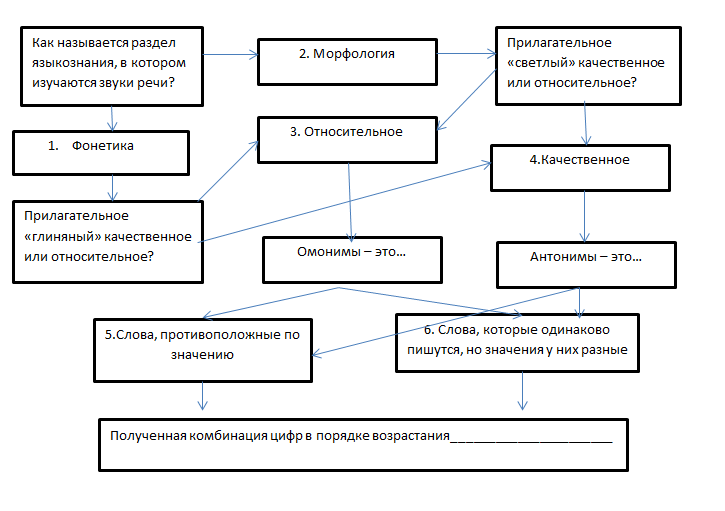 Как называется раздел
языкознания, в котором
изучаются звуки речи?
2. Морфология
Прилагательное
«светлый» качественное
или относительное?
1. Фонетика
3. Относительное
4.Качественное
Прилагательное
«глиняный» качественное
или относительное?
Омонимы – это…
Антонимы – это…
5.Слова, противоположные по
значению
6. Слова, которые одинаково
пишутся, но значения у них разные
Полученная комбинация цифр в порядке возрастания______________________